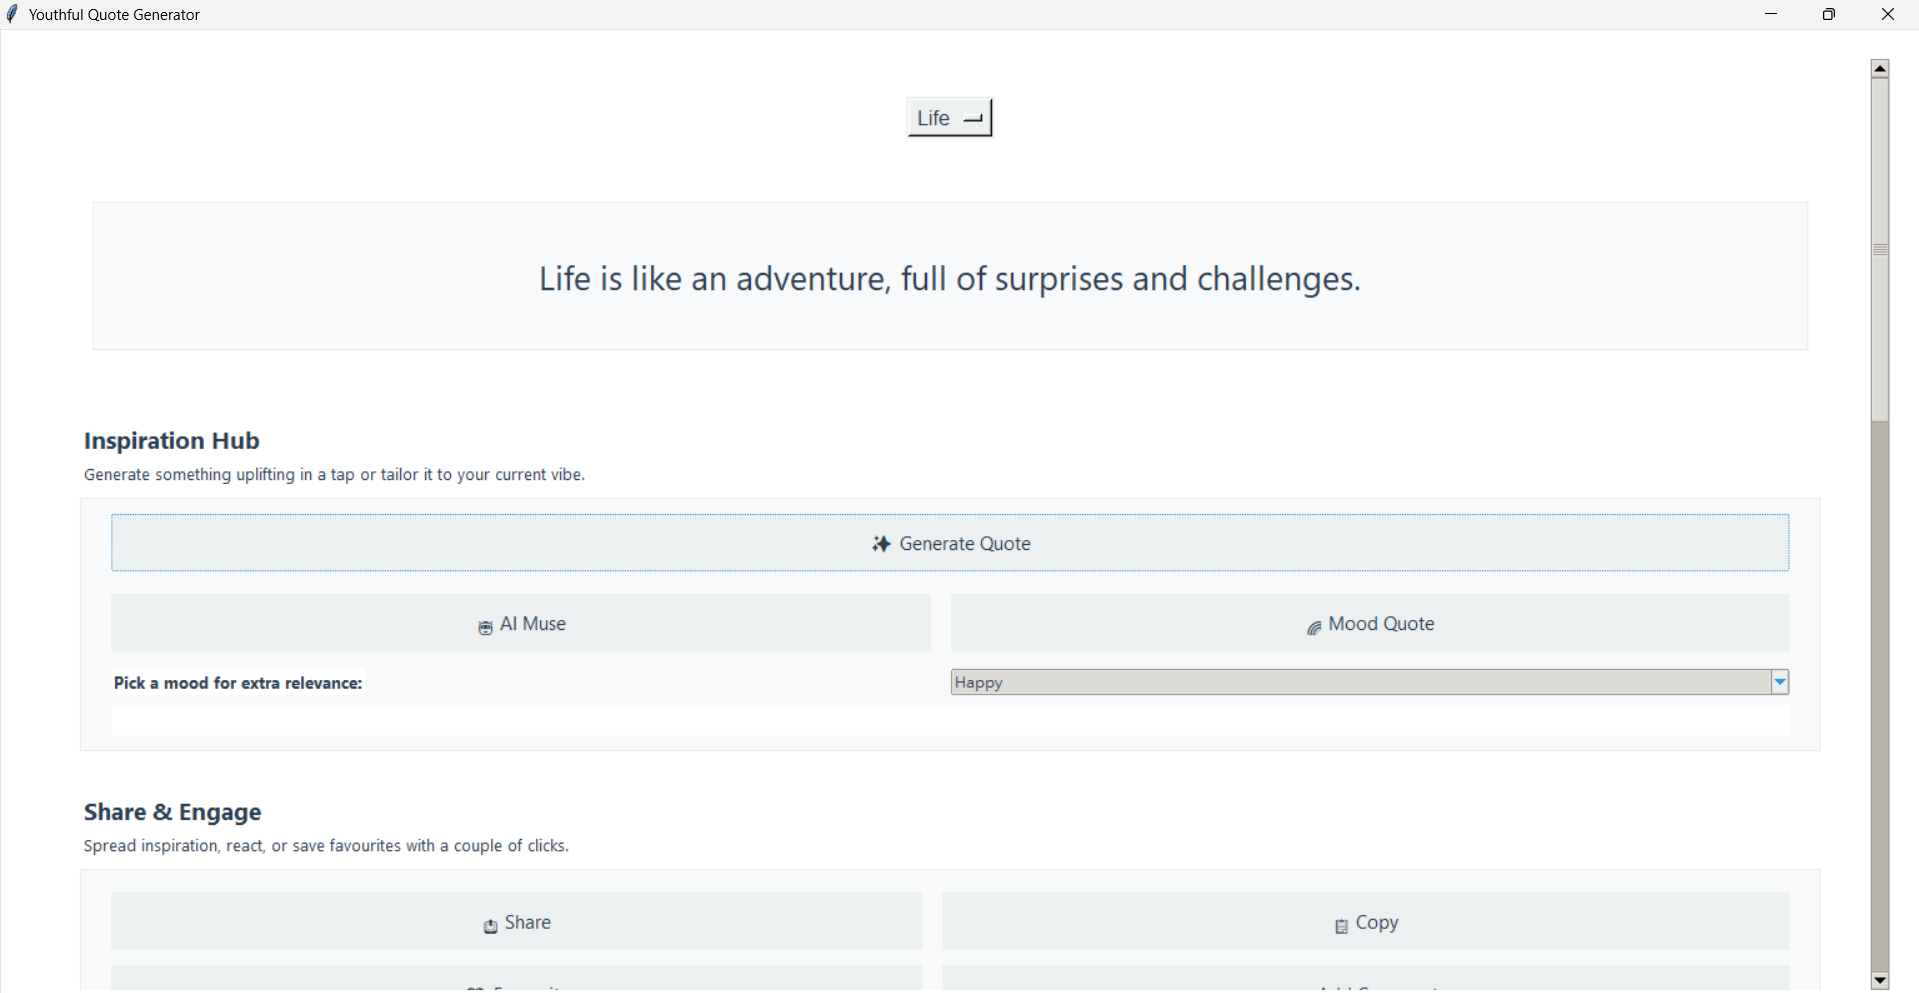 Youthful Quote Generator
Life
Life is like an adventure, full of surprises and challenges.
Inspiration Hub
Generate something uplifting in a tap or tailor it to your current vibe.
Generate Quote
AI Muse
Mood Quote
Pick a mood for extra relevance:
Happy
Share & Engage
Spread inspiration, react, or save favourites with a couple of clicks.
Share
Copy